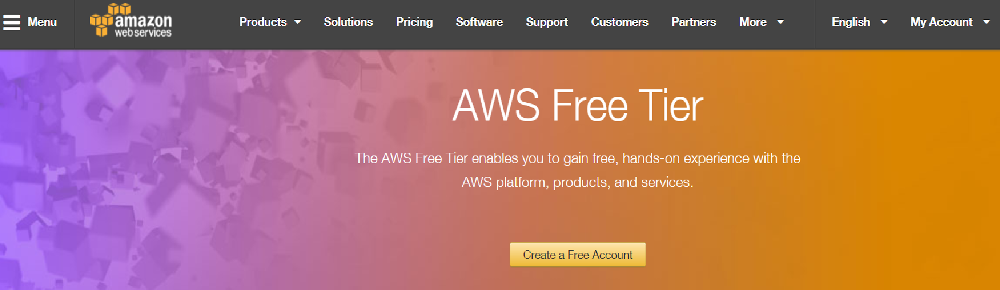 Menu
amazon
webservices
Products
Solutions
Pricing
Software
Support
Customers
Partners
More
English
My Account
AWS Free Tier
The AWS Free Tier enables you to gain free, hands-on experience with the
AWS platform, products, and services.
Create a Free Account